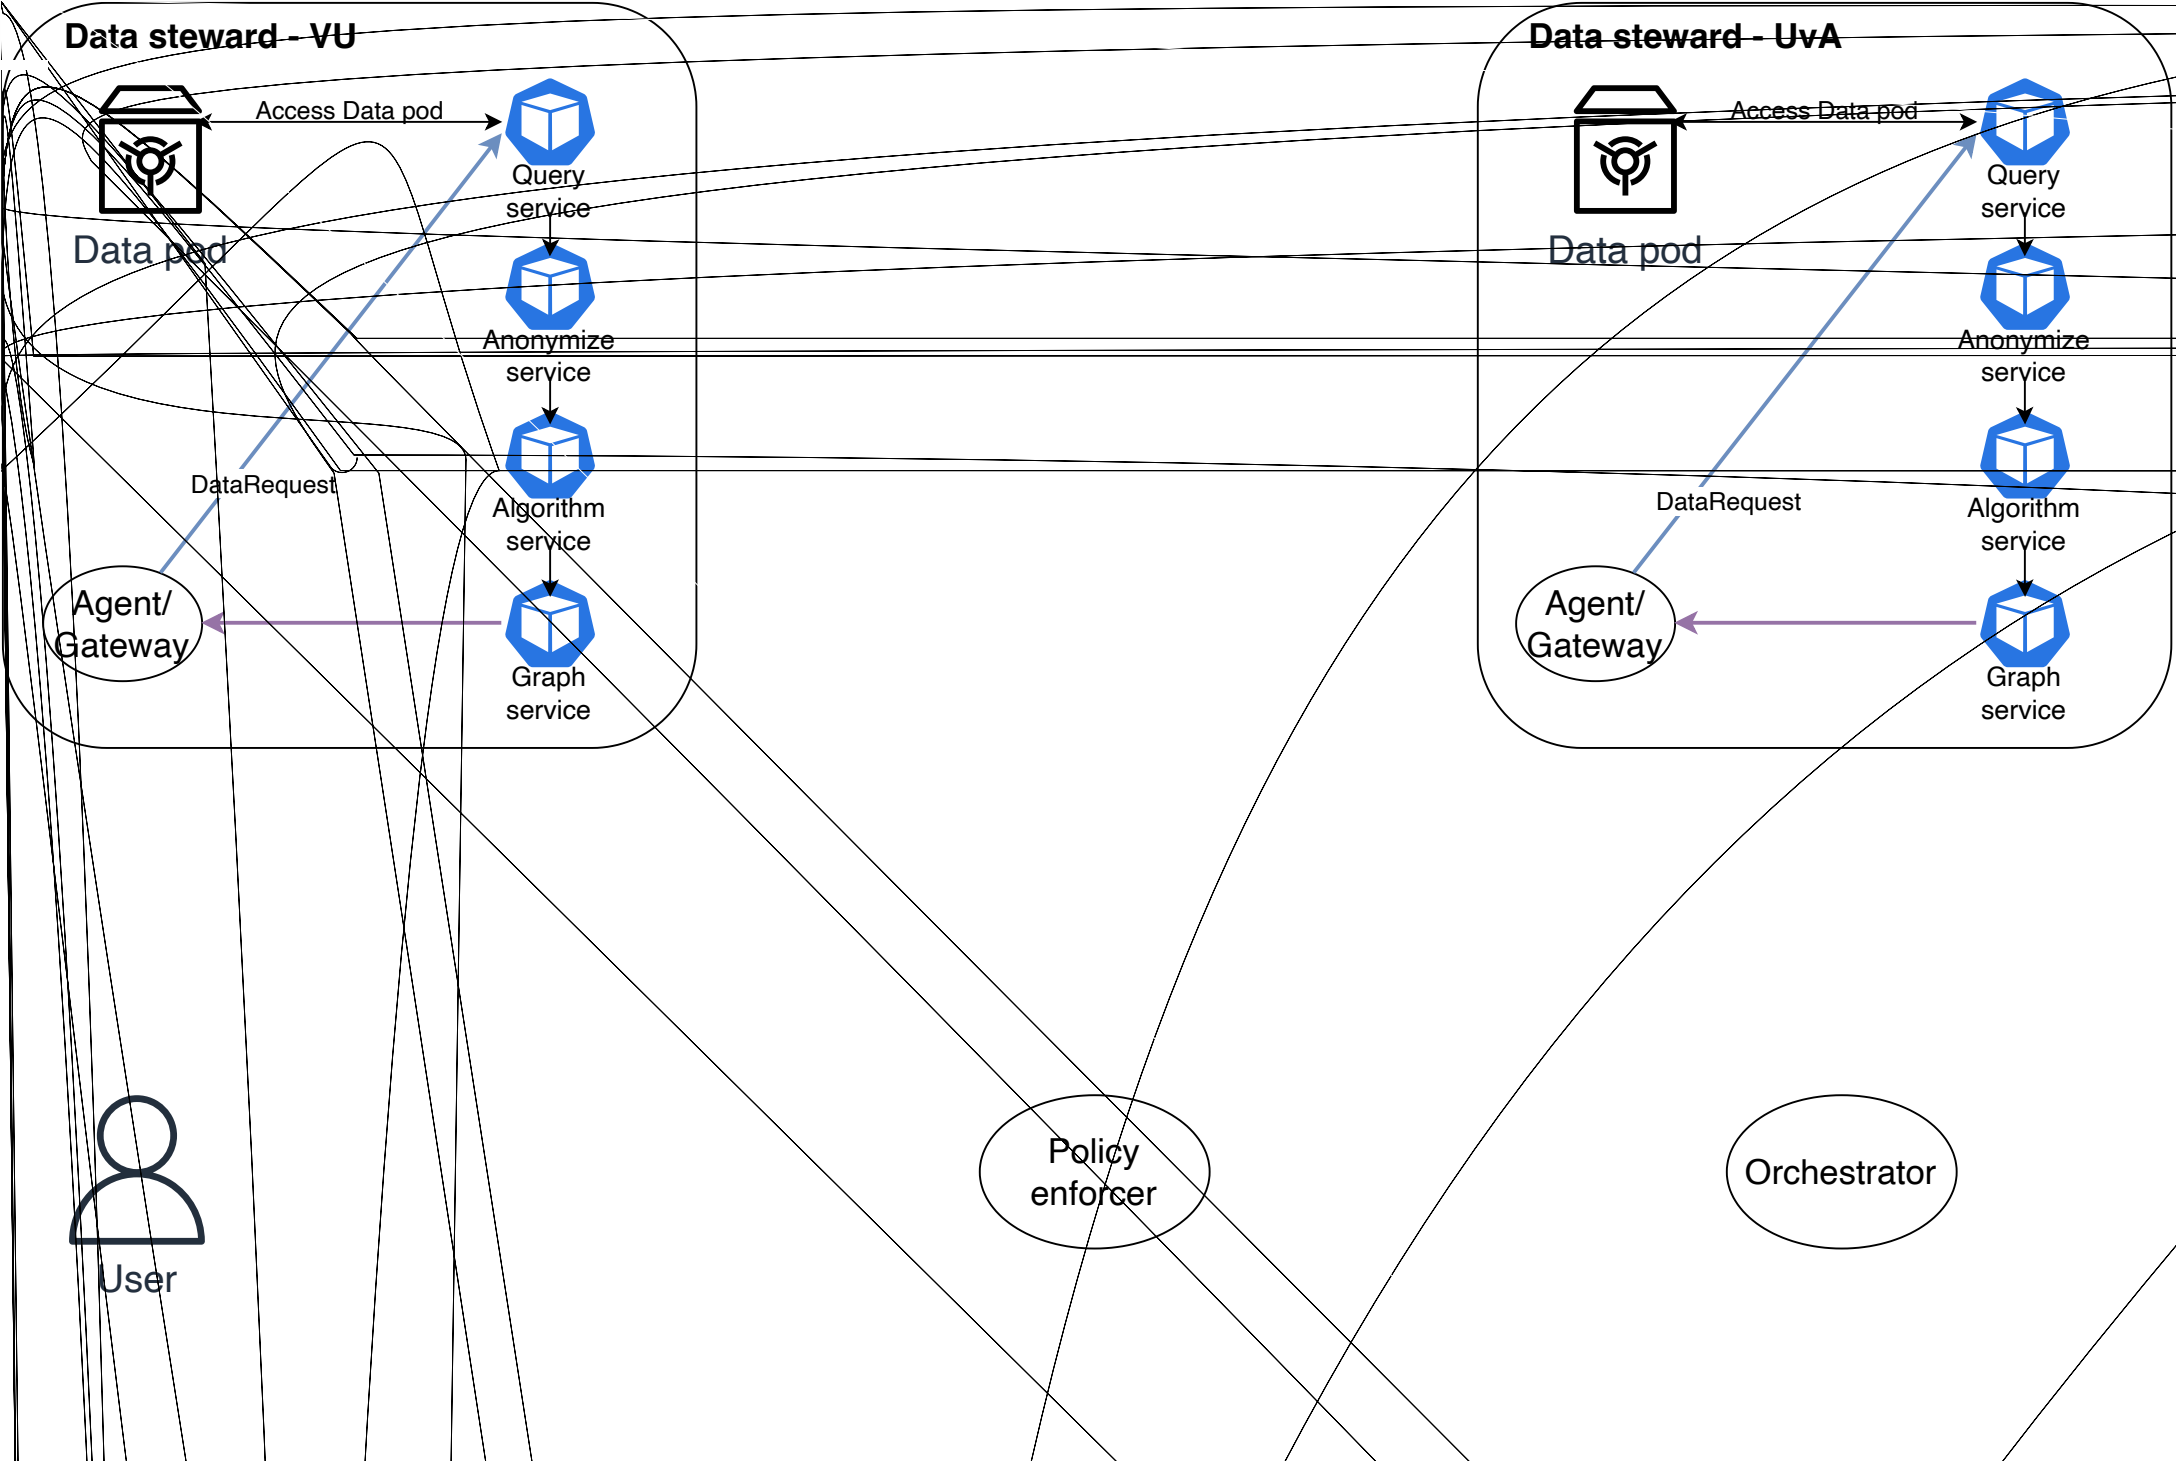 Data steward - VU
Access Data pod
Query
service
Data pod
Anonymize
service
DataRequest
Algorithm
service
Agent/
Gateway
Graph
service
Data steward - UvA
Access Data pod
Query
service
Data pod
Anonymize
service
DataRequest
Algorithm
service
Agent/
Gateway
Graph
service
User
Policy
enforcer
Orchestrator